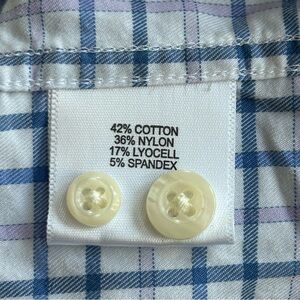 42% COTTON
36% NYLON
17% LYOCELL
5% SPANDEX